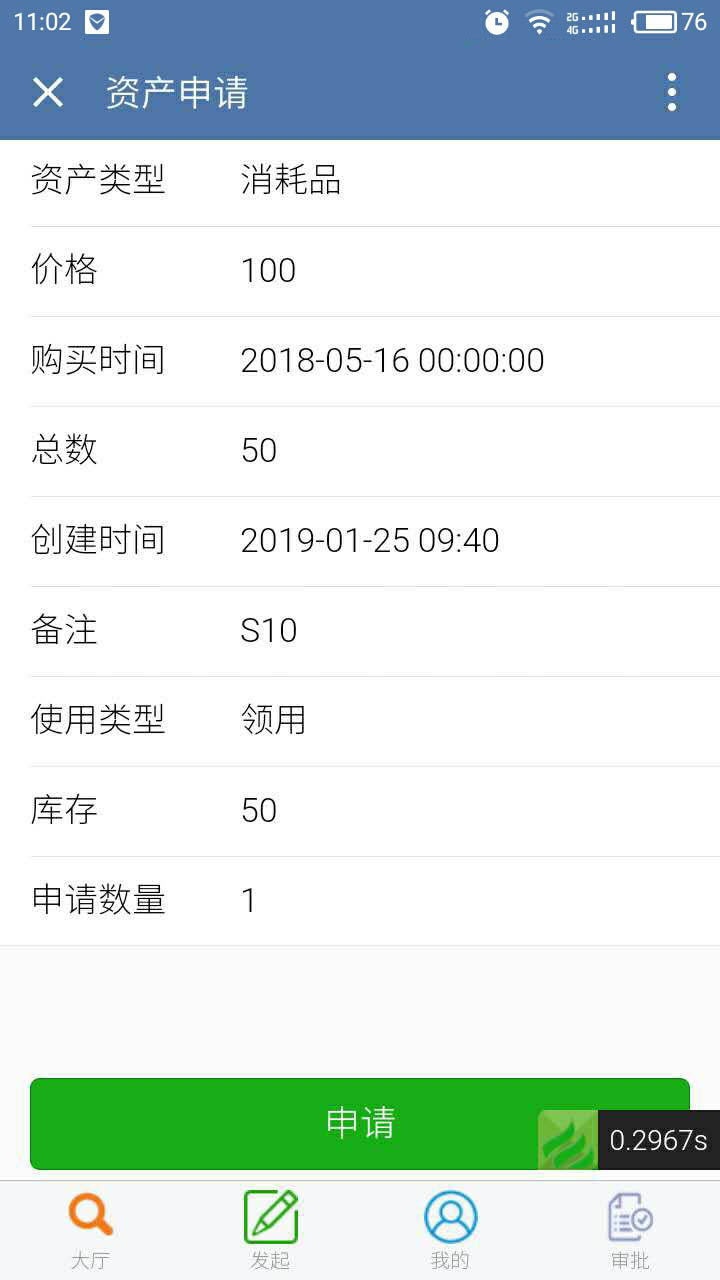 11:02 2G 4G 76
资产申请
资产类型 消耗品
价格 100
购买时间 2018-05-16 00:00:00
总数 50
创建时间 2019-01-25 09:40
备注 S10
使用类型 领用
库存 50
申请数量 1
申请
0.2967s
大厅 发起 我的 审批